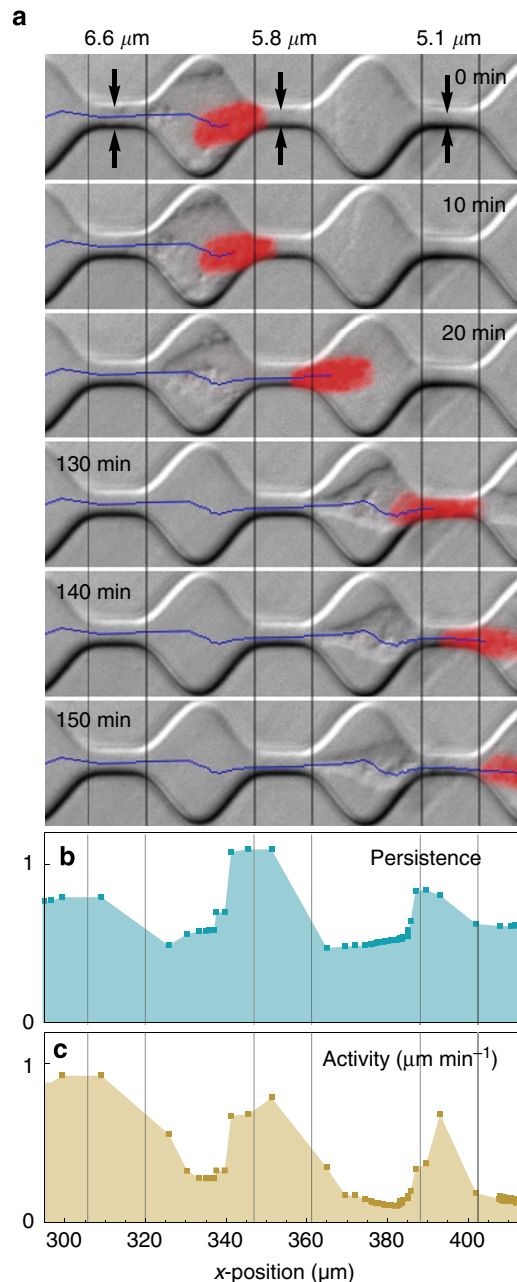 a
6.6 μm 5.8 μm 5.1 μm
0 min
10 min
20 min
130 min
140 min
150 min
b Persistence
1
0
c Activity (μm min⁻¹)
1
0
300 320 340 360 380 400
x-position (μm)